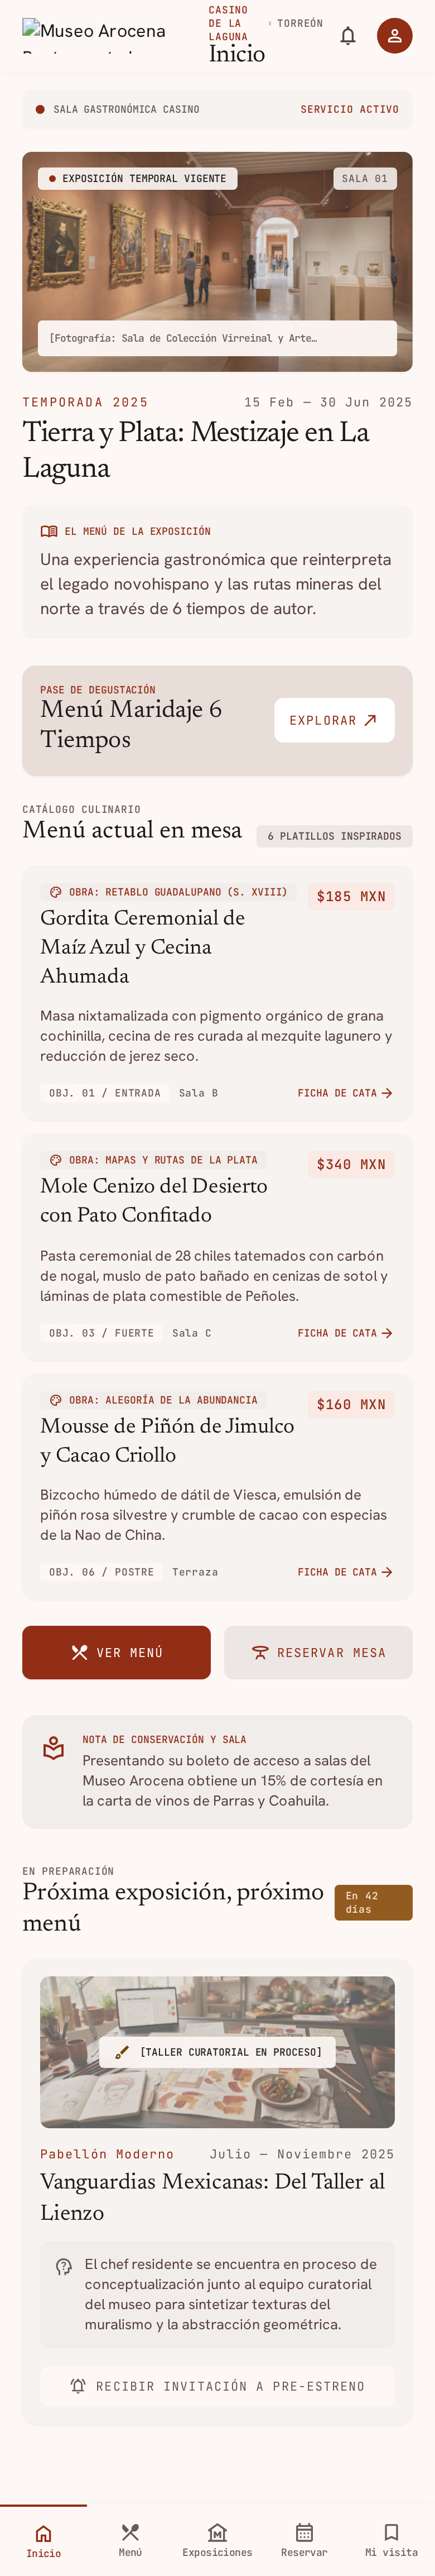 Museo Arocena
CASINO
DE LA
LAGUNA
TORREÓN
Inicio
SALA GASTRONÓMICA CASINO
SERVICIO ACTIVO
EXPOSICIÓN TEMPORAL VIGENTE
SALA 01
[Fotografía: Sala de Colección Virreinal y Arte…
TEMPORADA 2025
15 Feb — 30 Jun 2025
Tierra y Plata: Mestizaje en La
Laguna
EL MENÚ DE LA EXPOSICIÓN
Una experiencia gastronómica que reinterpreta
el legado novohispano y las rutas mineras del
norte a través de 6 tiempos de autor.
PASE DE DEGUSTACIÓN
Menú Maridaje 6
Tiempos
EXPLORAR
CATÁLOGO CULINARIO
Menú actual en mesa
6 PLATILLOS INSPIRADOS
OBRA: RETABLO GUADALUPANO (S. XVIII)
$185 MXN
Gordita Ceremonial de
Maíz Azul y Cecina
Ahumada
Masa nixtamalizada con pigmento orgánico de grana
cochinilla, cecina de res curada al mezquite lagunero y
reducción de jerez seco.
OBJ. 01 / ENTRADA
Sala B
FICHA DE CATA
OBRA: MAPAS Y RUTAS DE LA PLATA
$340 MXN
Mole Cenizo del Desierto
con Pato Confitado
Pasta ceremonial de 28 chiles tatemados con carbón
de nogal, muslo de pato bañado en cenizas de sotol y
láminas de plata comestible de Peñoles.
OBJ. 03 / FUERTE
Sala C
FICHA DE CATA
OBRA: ALEGORÍA DE LA ABUNDANCIA
$160 MXN
Mousse de Piñón de Jimulco
y Cacao Criollo
Bizcocho húmedo de dátil de Viesca, emulsión de
piñón rosa silvestre y crumble de cacao con especias
de la Nao de China.
OBJ. 06 / POSTRE
Terraza
FICHA DE CATA
VER MENÚ
RESERVAR MESA
NOTA DE CONSERVACIÓN Y SALA
Presentando su boleto de acceso a salas del
Museo Arocena obtiene un 15% de cortesía en
la carta de vinos de Parras y Coahuila.
EN PREPARACIÓN
Próxima exposición, próximo
menú
En 42
días
[TALLER CURATORIAL EN PROCESO]
Pabellón Moderno
Julio — Noviembre 2025
Vanguardias Mexicanas: Del Taller al
Lienzo
El chef residente se encuentra en proceso de
conceptualización junto al equipo curatorial
del museo para sintetizar texturas del
muralismo y la abstracción geométrica.
RECIBIR INVITACIÓN A PRE-ESTRENO
Inicio
Menú
Exposiciones
Reservar
Mi visita